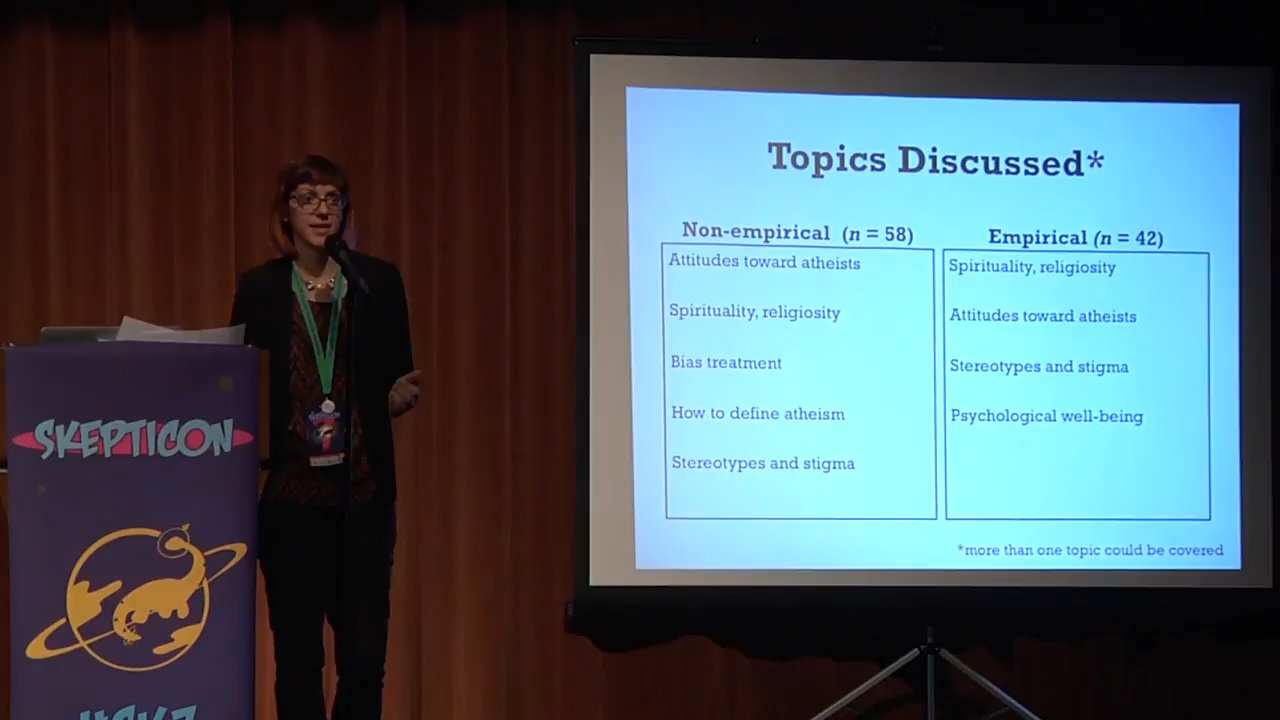 Topics Discussed*
Non-empirical (n = 58)
Attitudes toward atheists
Spirituality, religiosity
Bias treatment
How to define atheism
Stereotypes and stigma
Empirical (n = 42)
Spirituality, religiosity
Attitudes toward atheists
Stereotypes and stigma
Psychological well-being
*more than one topic could be covered
SKEPTICON